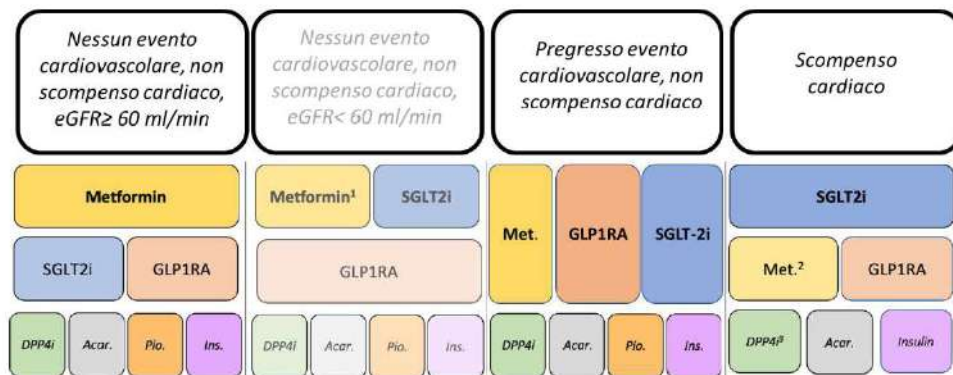 Nessun evento
cardiovascolare, non
scompenso cardiaco,
eGFR≥ 60 ml/min
Nessun evento
cardiovascolare, non
scompenso cardiaco,
eGFR< 60 ml/min
Pregresso evento
cardiovascolare, non
scompenso cardiaco
Scompenso
cardiaco
Metformin
SGLT2i
GLP1RA
DPP4i
Acar.
Pio.
Ins.
Metformin¹
SGLT2i
GLP1RA
DPP4i
Acar.
Pio.
Ins.
Met.
GLP1RA
SGLT-2i
DPP4i
Acar.
Pio.
Ins.
SGLT2i
Met.²
GLP1RA
DPP4i³
Acar.
Insulin